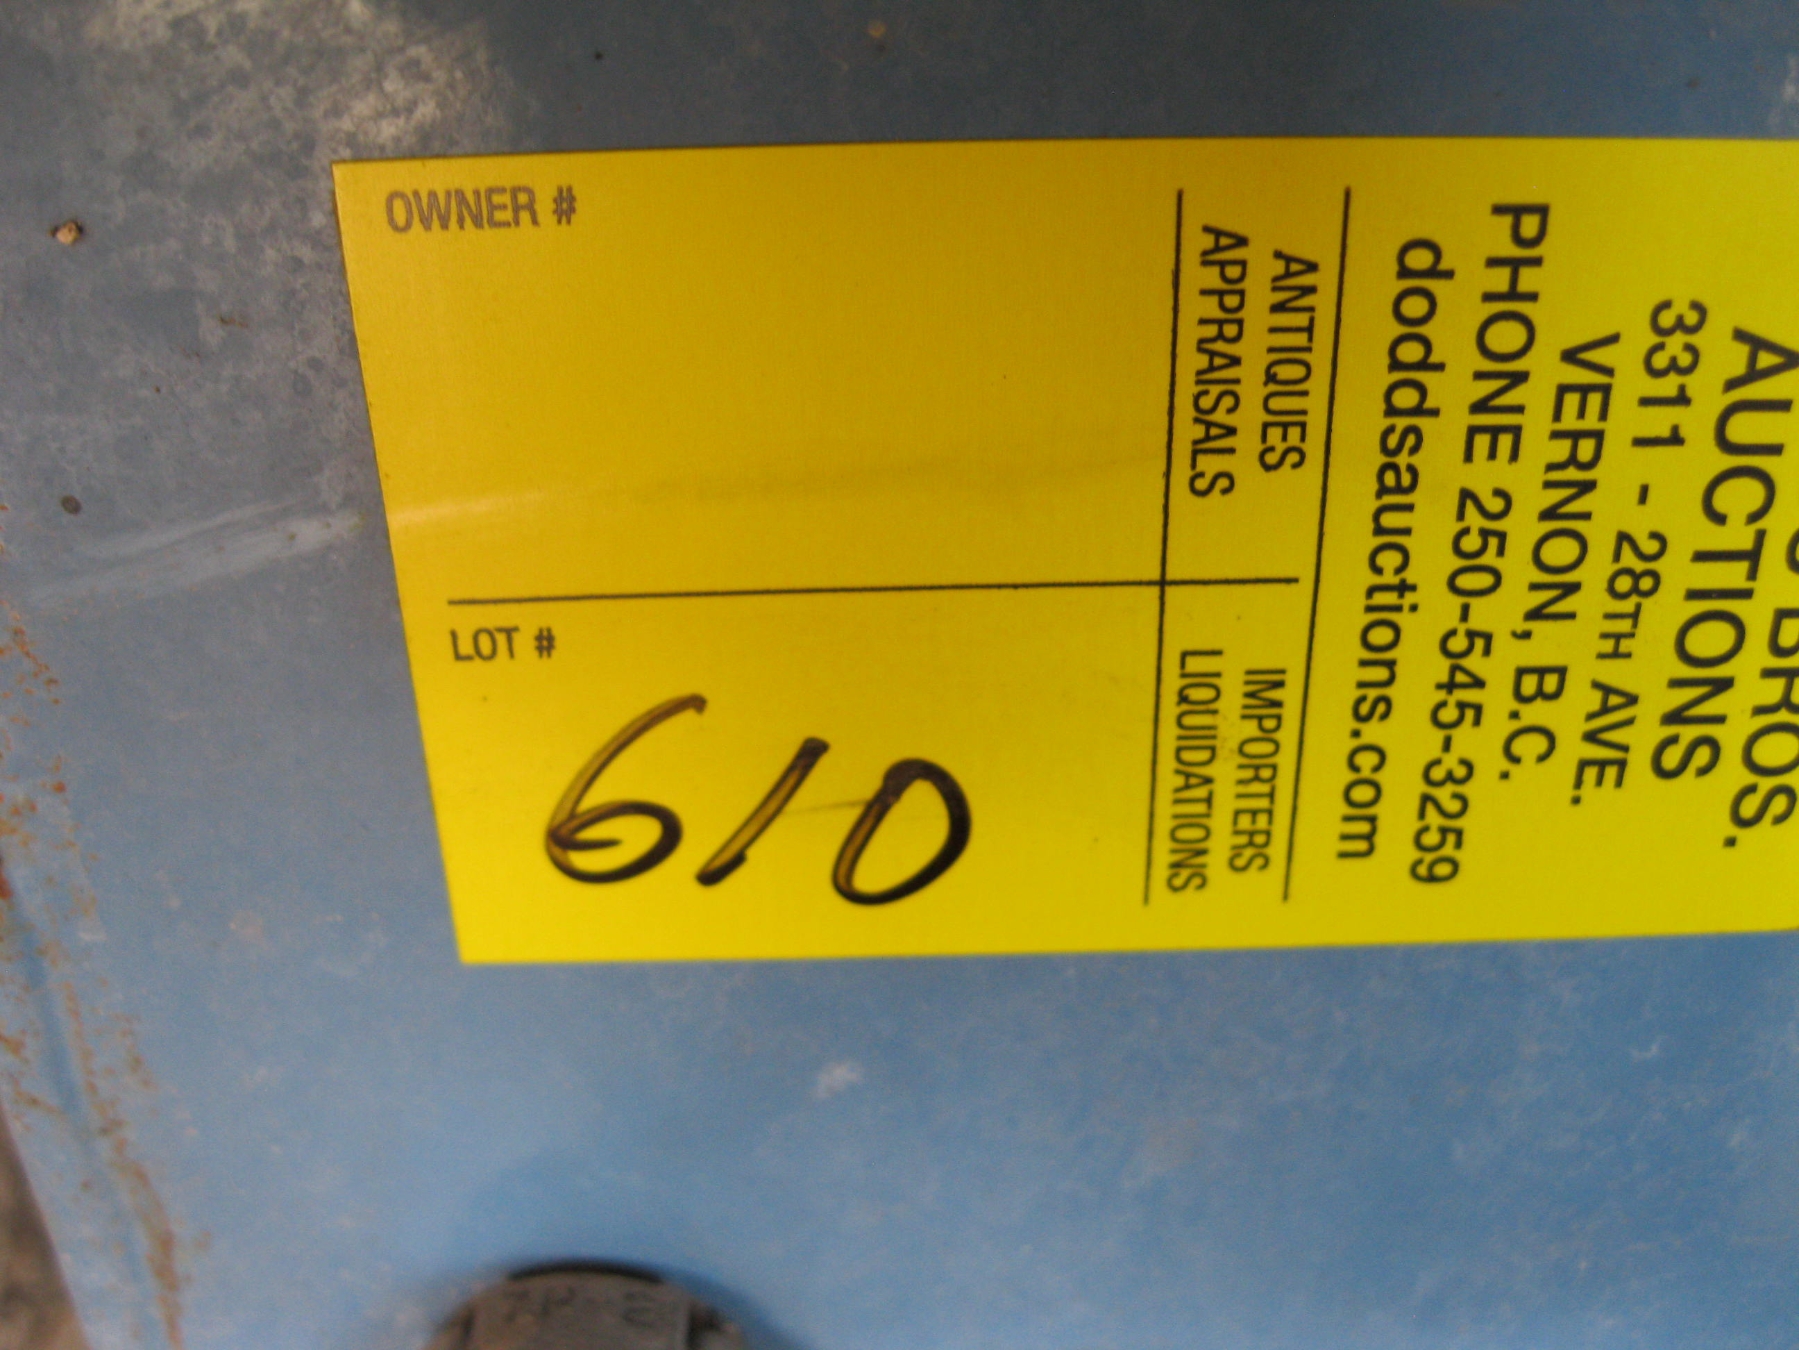 BROS.
AUCTIONS
3311 - 28TH AVE.
VERNON, B.C.
PHONE 250-545-3259
doddsauctions.com
ANTIQUES IMPORTERS
APPRAISALS LIQUIDATIONS
OWNER #
LOT #
610